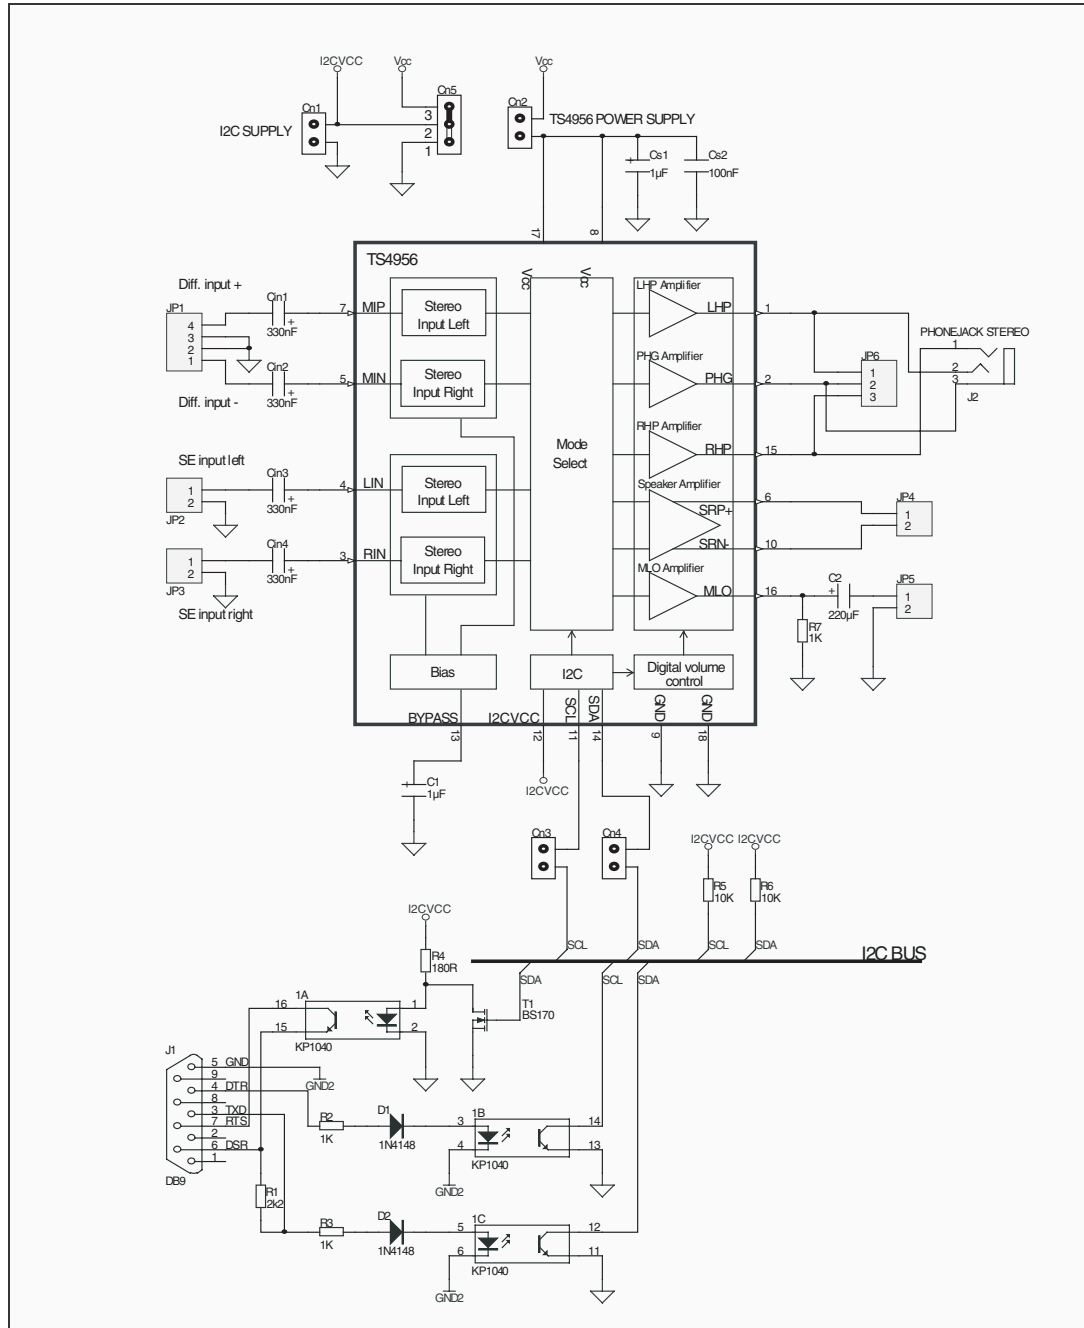 I2CVCC
Vcc
Vcc
Cn1
Cn5
Cn2
I2C SUPPLY
3
2
1
TS4956 POWER SUPPLY
+
Cs1
1µF
Cs2
100nF
17
8
TS4956
Vcc
Vcc
Diff. input +
JP1
4
3
2
1
Cin1
+
330nF
7
MIP
Stereo
Input Left
Cin2
+
330nF
5
MIN
Stereo
Input Right
Diff. input -
SE input left
JP2
1
2
Cin3
+
330nF
4
LIN
Stereo
Input Left
JP3
1
2
Cin4
+
330nF
3
RIN
Stereo
Input Right
SE input right
Mode
Select
LHP Amplifier
LHP
1
PHG Amplifier
PHG
2
RHP Amplifier
RHP
15
Speaker Amplifier
SRP+
6
SRN-
10
MLO Amplifier
MLO
16
PHONEJACK STEREO
1
2
3
J2
JP6
1
2
3
JP4
1
2
C2
+
220µF
JP5
1
2
R7
1K
Bias
I2C
Digital volume
control
BYPASS
I2CVCC
SCL
SDA
GND
GND
13
12
11
14
9
18
+
C1
1µF
I2CVCC
Cn3
Cn4
I2CVCC
I2CVCC
R5
10K
R6
10K
I2CVCC
R4
180R
SCL
SDA
SCL
SDA
I2C BUS
SDA
SCL
SDA
1A
16
15
1
2
KP1040
T1
BS170
J1
5
9
4
8
3
7
2
6
1
GND
DTR
TXD
RTS
DSR
DB9
GND2
R2
1K
D1
1N4148
1B
3
4
14
13
KP1040
GND2
R1
2k2
R3
1K
D2
1N4148
1C
5
6
12
11
KP1040
GND2